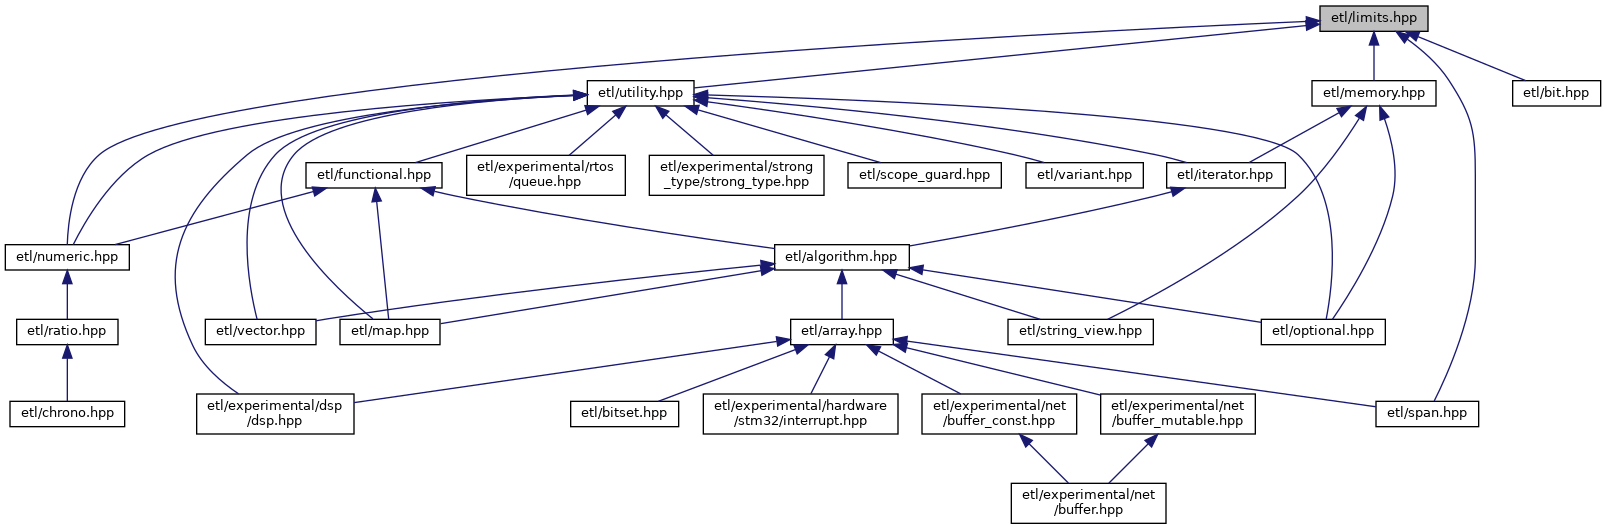 etl/limits.hpp
etl/utility.hpp
etl/memory.hpp
etl/bit.hpp
etl/functional.hpp
etl/experimental/rtos
/queue.hpp
etl/experimental/strong
_type/strong_type.hpp
etl/scope_guard.hpp
etl/variant.hpp
etl/iterator.hpp
etl/numeric.hpp
etl/algorithm.hpp
etl/ratio.hpp
etl/vector.hpp
etl/map.hpp
etl/array.hpp
etl/string_view.hpp
etl/optional.hpp
etl/chrono.hpp
etl/experimental/dsp
/dsp.hpp
etl/bitset.hpp
etl/experimental/hardware
/stm32/interrupt.hpp
etl/experimental/net
/buffer_const.hpp
etl/experimental/net
/buffer_mutable.hpp
etl/span.hpp
etl/experimental/net
/buffer.hpp